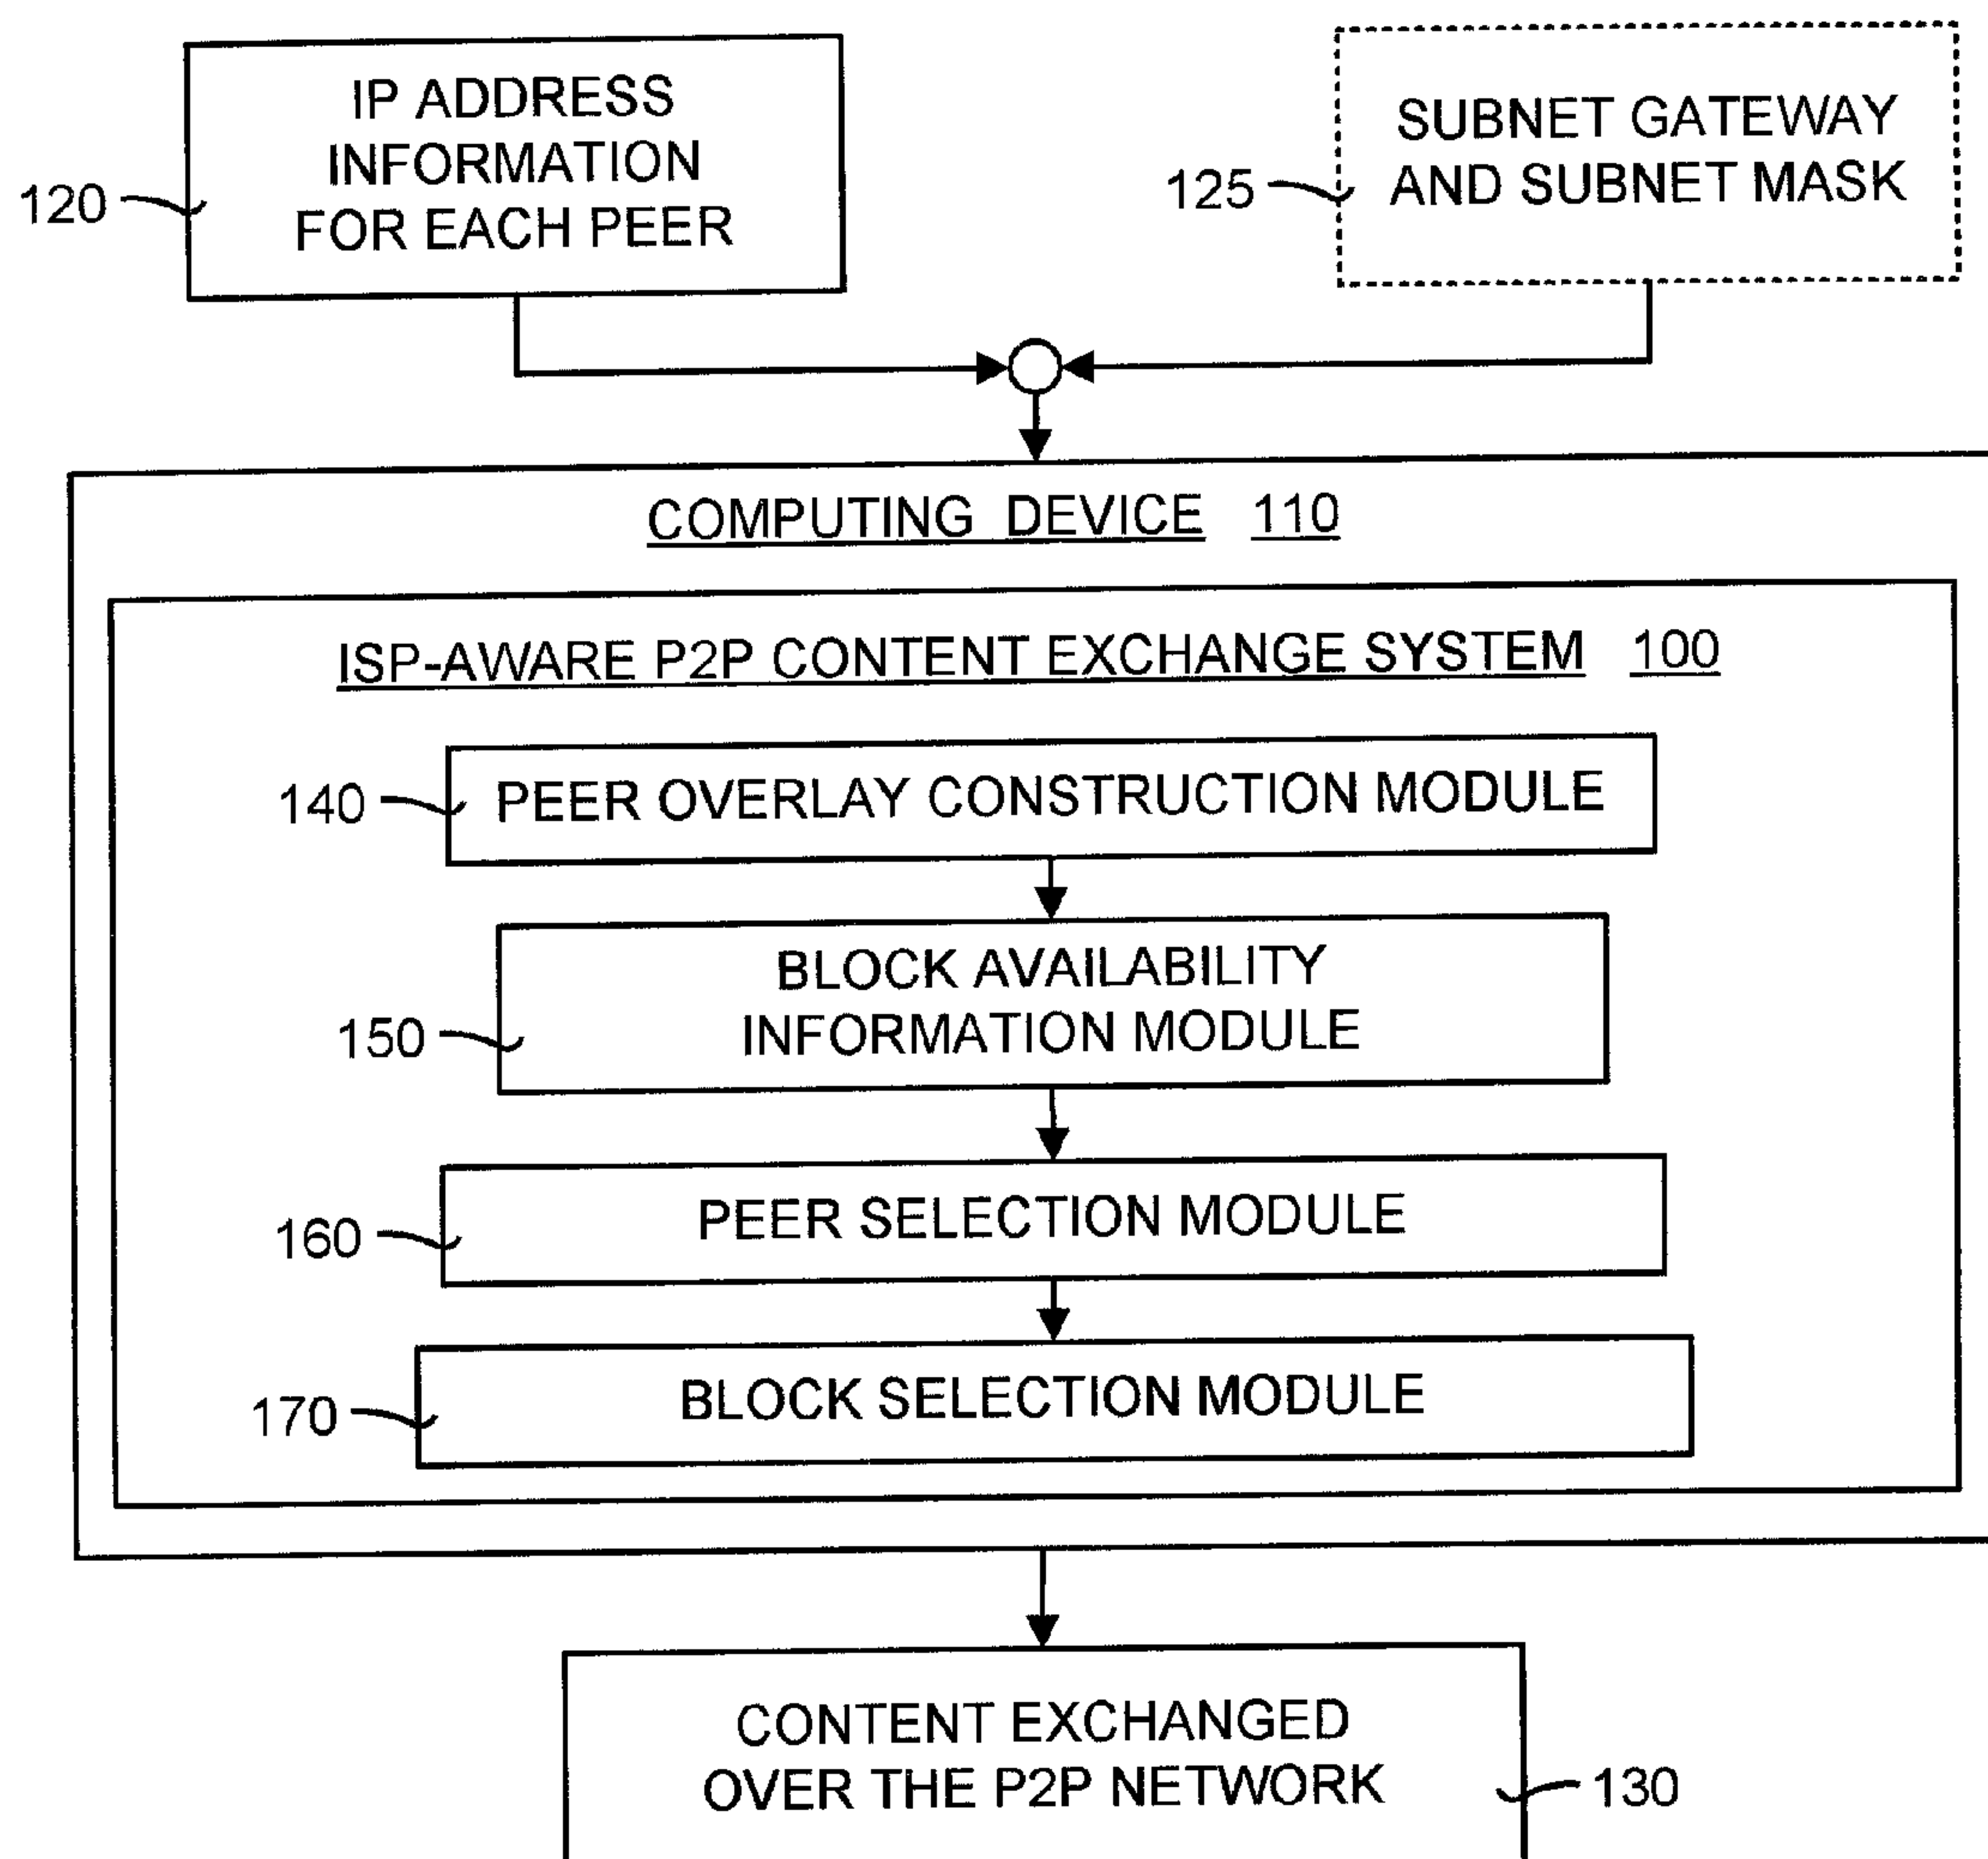 IP ADDRESS
INFORMATION
FOR EACH PEER
120
SUBNET GATEWAY
AND SUBNET MASK
125
COMPUTING DEVICE 110
ISP-AWARE P2P CONTENT EXCHANGE SYSTEM 100
140
PEER OVERLAY CONSTRUCTION MODULE
BLOCK AVAILABILITY
INFORMATION MODULE
150
PEER SELECTION MODULE
160
BLOCK SELECTION MODULE
170
CONTENT EXCHANGED
OVER THE P2P NETWORK
130